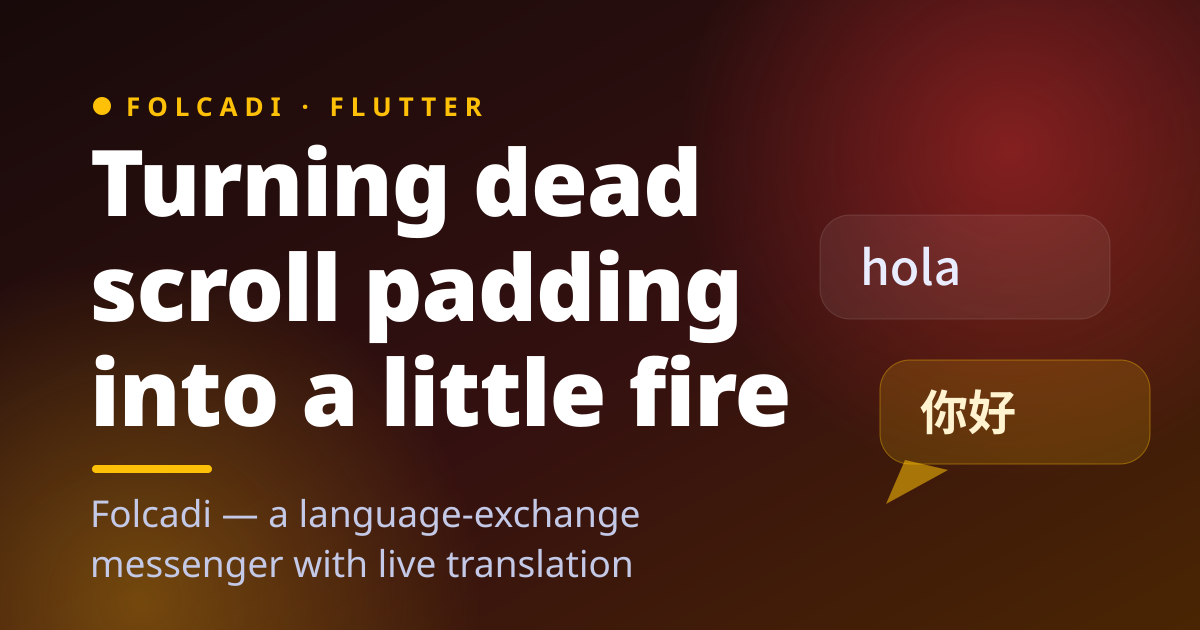 FOLCADI · FLUTTER
Turning dead
scroll padding
into a little fire
Folcadi — a language-exchange
messenger with live translation
hola
你好